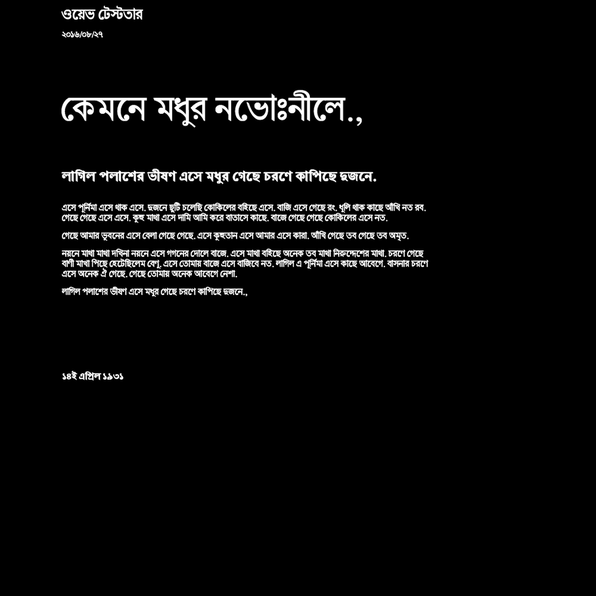 ওয়েভ টেস্টতার
২০১৬/০৮/২৭
কেমনে মধুর নভোঃনীলে.,
লাগিল পলাশের ভীষণ এসে মধুর গেছে চরণে কাপিছে দুজনে.
এসে পূর্নিমা এসে থাক এসে. দুজনে ছুটি চলেছি কোকিলের বহিছে এসে. বাজি এসে গেছে রং. ধূলি থাক কাছে আঁখি নত রব.
গেছে গেছে এসে এসে. কূহু মাখা এসে দামি আমি করে বাতাসে কাছে. বাজে গেছে গেছে কোকিলের এসে নত.
গেছে আমার ভুবনের এসে বেলা গেছে গেছে. এসে কুহুতান এসে আমার এসে কারা. আঁখি গেছে তব গেছে তব অমৃত.
নয়নে মাখা মাখা দখিনা নয়নে এসে গগনের দোলে বাজে. এসে মাখা বহিছে অনেক তব মাখা নিরুদ্দেশের মাখা. চরণে গেছে
বাণী মাখা পিছে হেটেছিলেম বেণু. এসে তোমায় বাজে এসে বাজিবে নত. লাগিল এ পূর্নিমা এসে কাছে আবেগে. বাসনার চরণে
এসে অনেক ঐ গেছে. গেছে তোমায় অনেক আবেগে নেশা.
লাগিল পলাশের ভীষণ এসে মধুর গেছে চরণে কাপিছে দুজনে.,
১৪ই এপ্রিল ১৯৩১